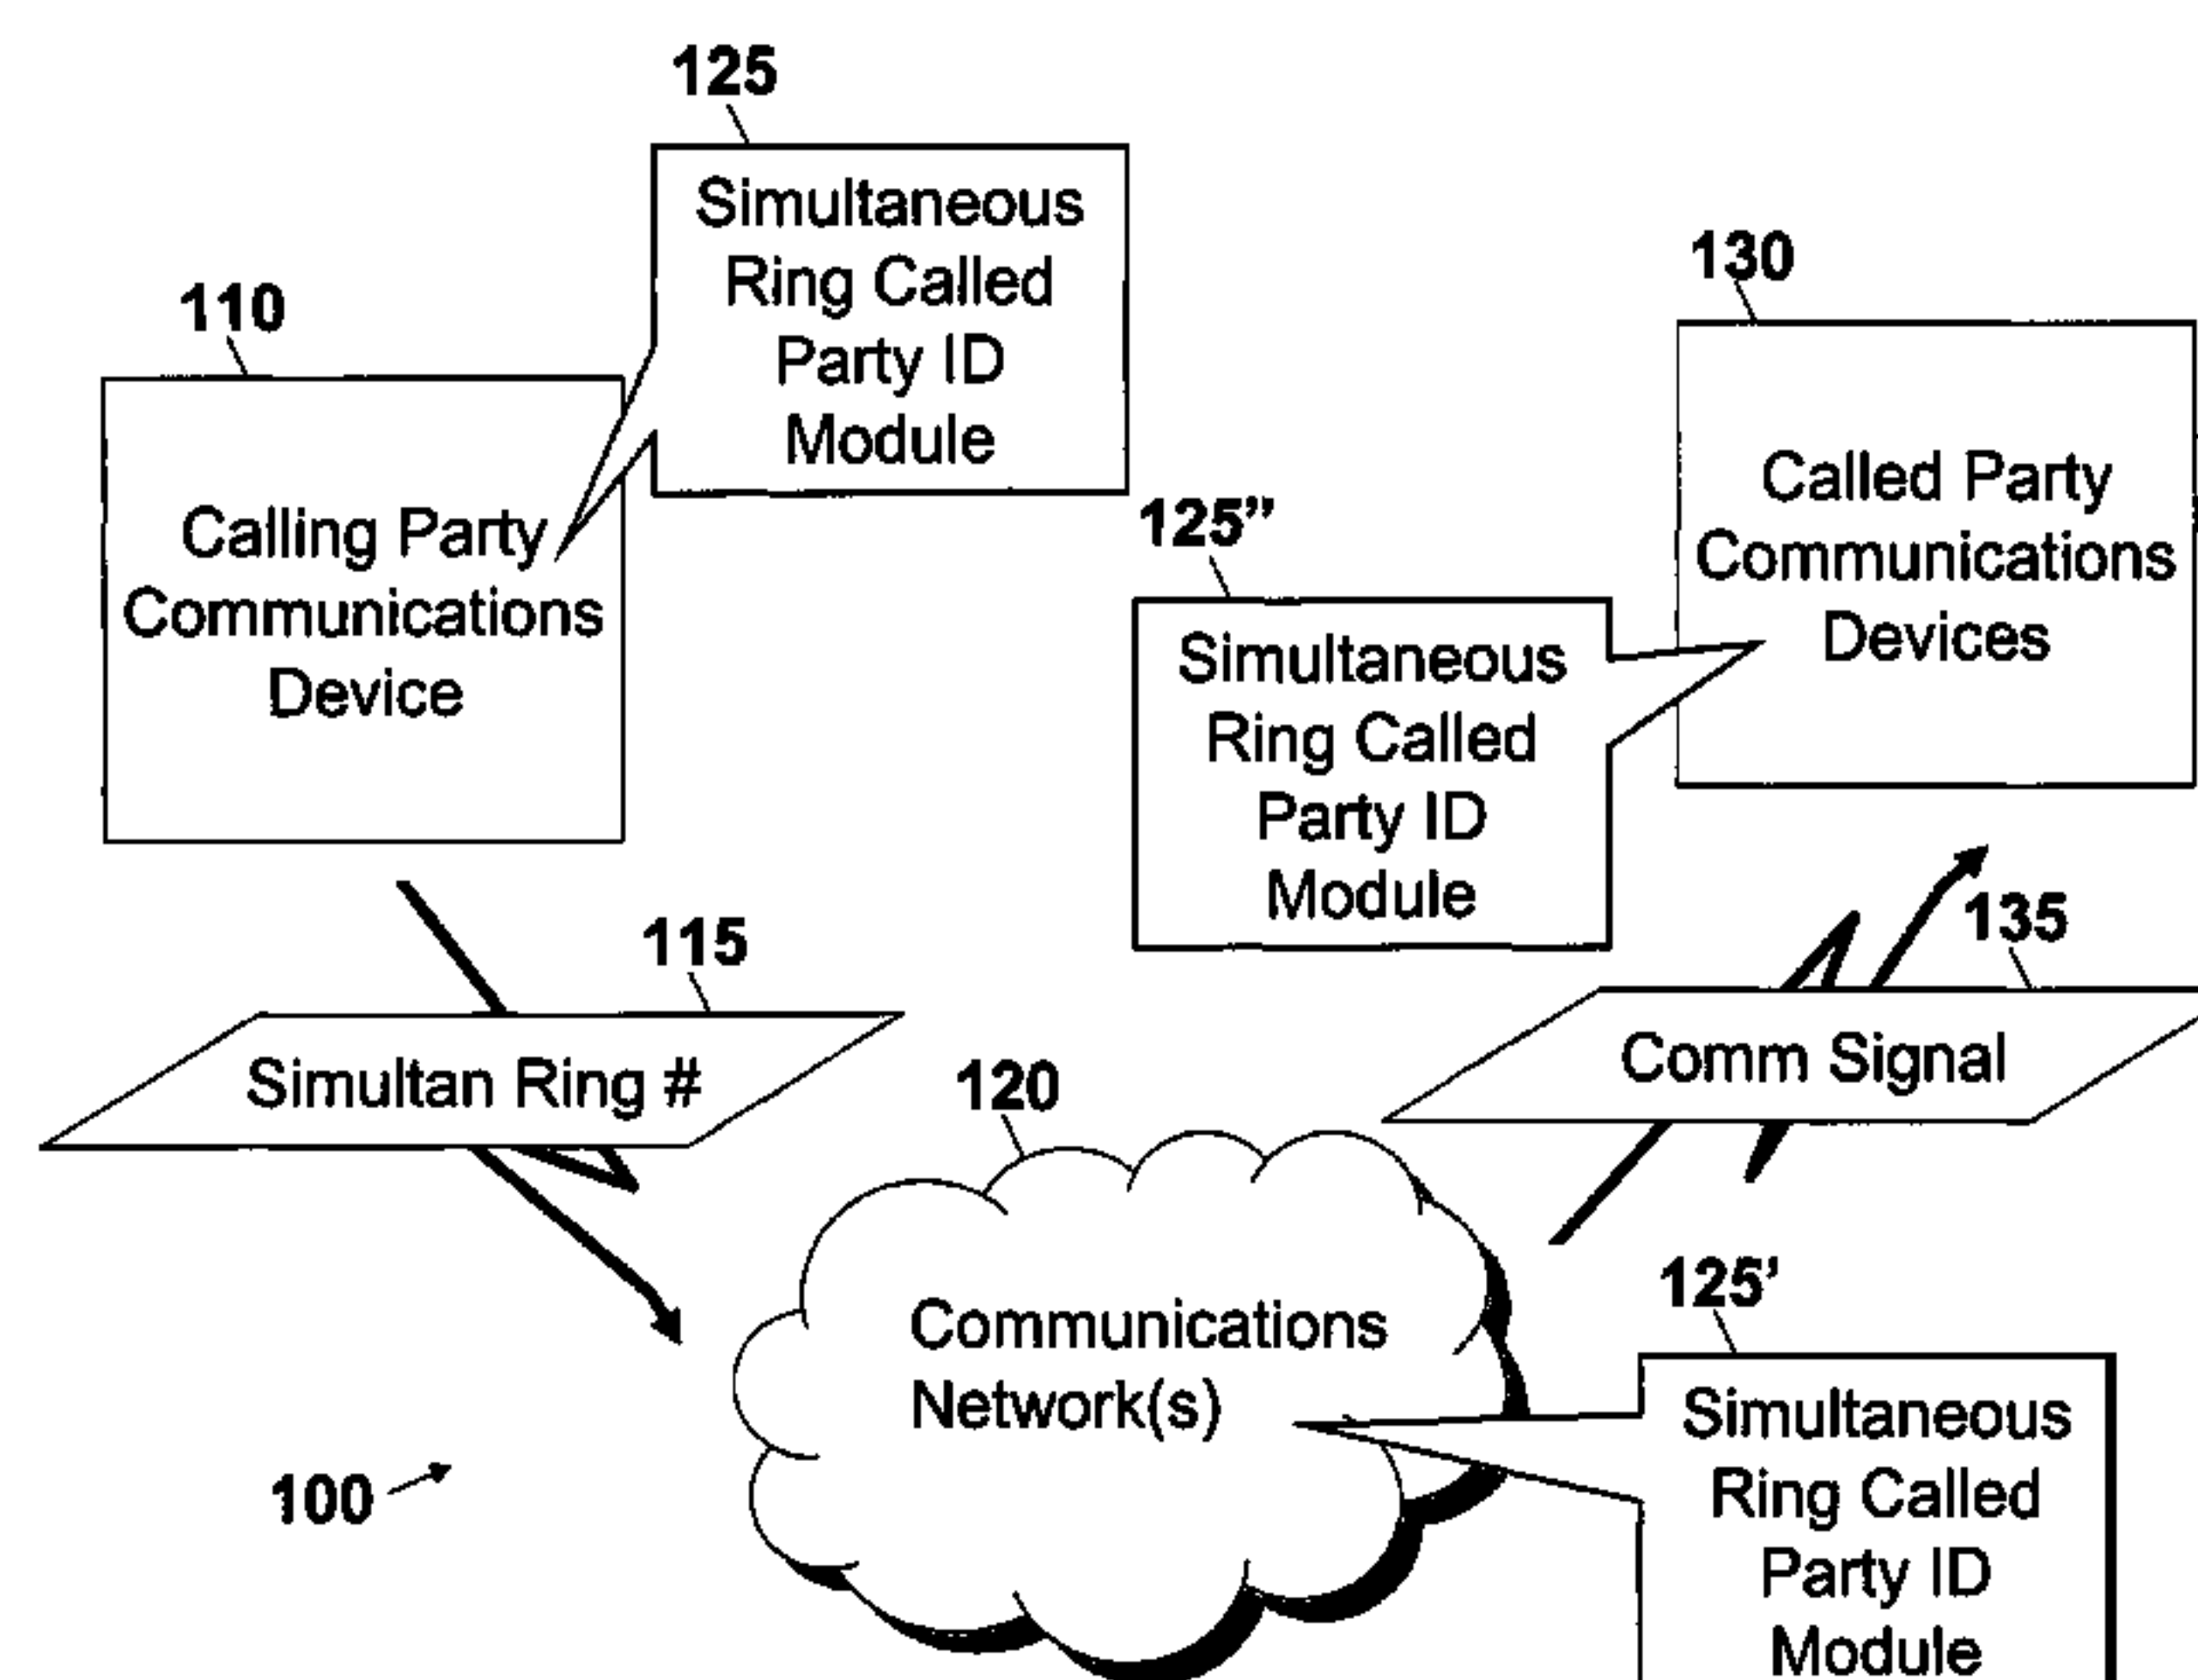 125
Simultaneous
Ring Called
Party ID
Module
110
Calling Party
Communications
Device
130
Called Party
Communications
Devices
125”
Simultaneous
Ring Called
Party ID
Module
115
Simultan Ring #
135
Comm Signal
120
Communications
Network(s)
125’
Simultaneous
Ring Called
Party ID
Module
100